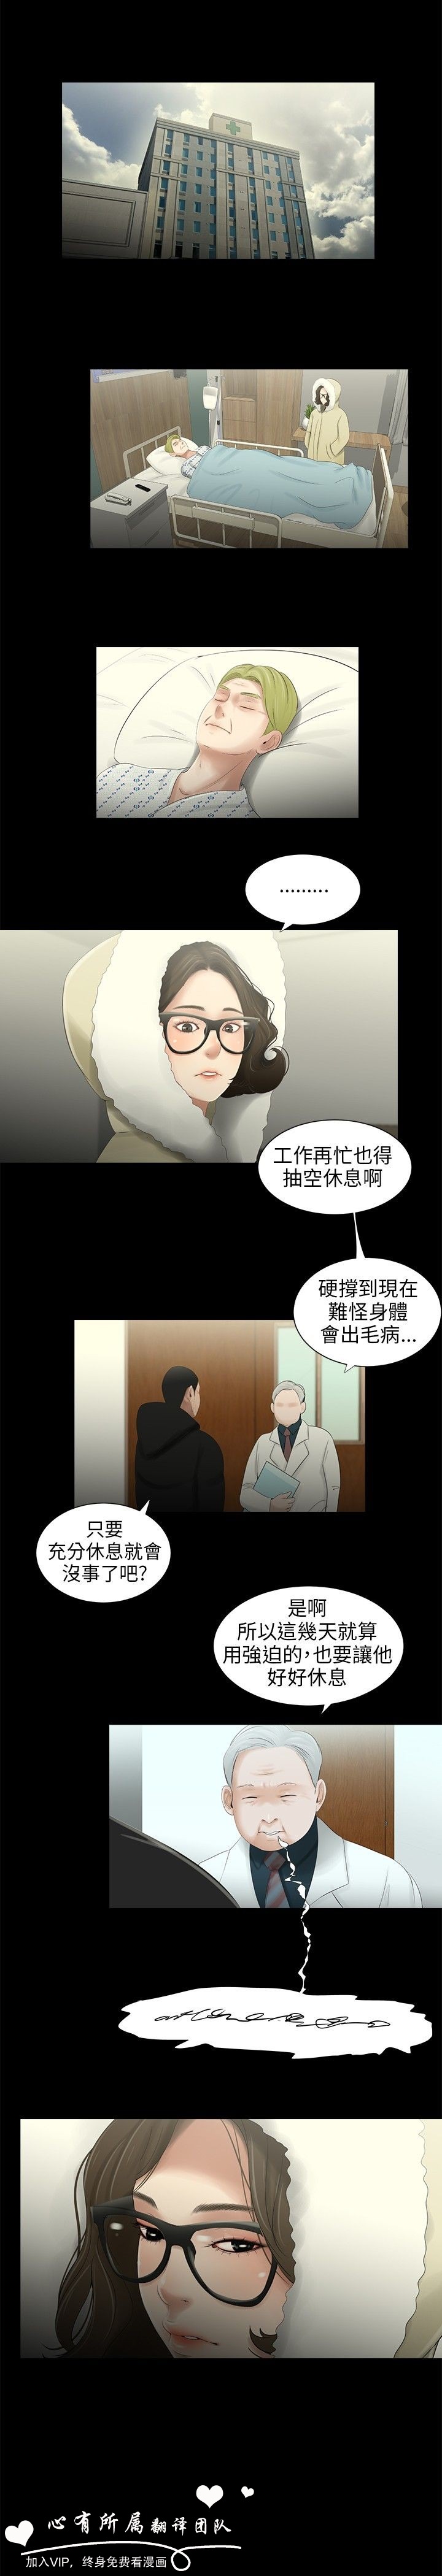 ………
工作再忙也得
抽空休息啊
硬撐到現在
難怪身體
會出毛病...
只要
充分休息就會
沒事了吧?
是啊
所以這幾天就算
用強迫的,也要讓他
好好休息
心有所属翻译团队
加入VIP，终身免费看漫画